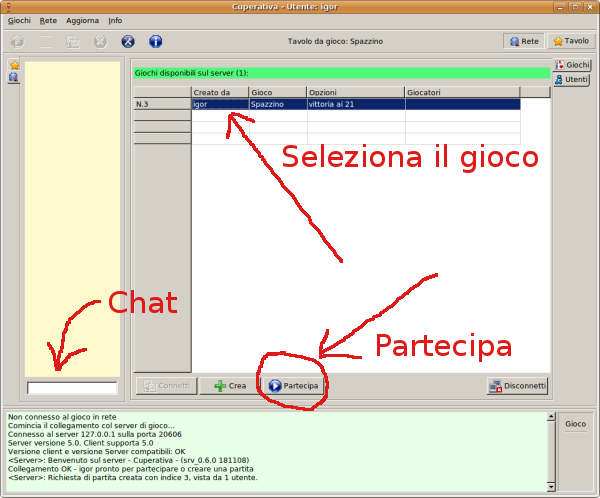 Cuperativa - Utente: igor
Giochi Rete Aggiorna Info
Tavolo da gioco: Spazzino
Rete Tavolo
Giochi disponibili sul server (1):
Giochi
Utenti
Creato da Gioco Opzioni Giocatori
N.3 igor Spazzino vittoria ai 21
Seleziona il gioco
Chat
Partecipa
Connetti Crea Partecipa Disconnetti
Non connesso al gioco in rete
Comincia il collegamento col server di gioco...
Connesso al server 127.0.0.1 sulla porta 20606
Server versione 5.0. Client supporta 5.0
Versione client e versione Server compatibili: OK
<Server>: Benvenuto sul server - Cuperativa - (srv_0.6.0 181108)
Collegamento OK - igor pronto per partecipare o creare una partita
<Server>: Richiesta di partita creata con indice 3, vista da 1 utente.
Gioco